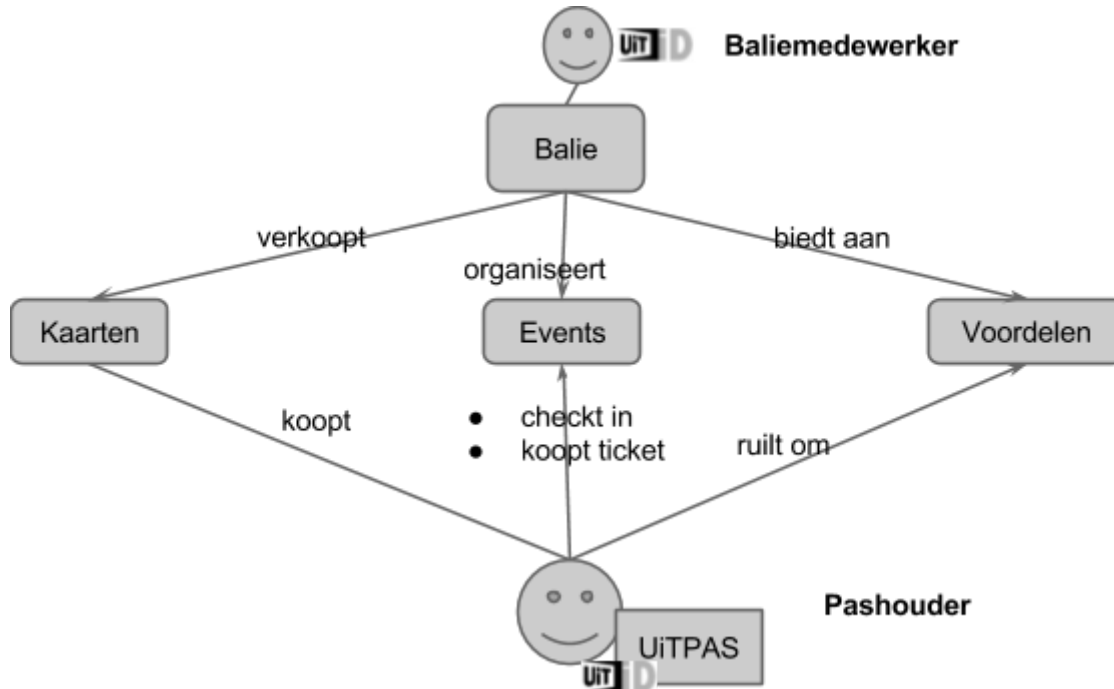 UiT iD Baliemedewerker
Balie
verkoopt
biedt aan
organiseert
Kaarten
Events
Voordelen
● checkt in
koopt
● koopt ticket
ruilt om
Pashouder
UiTPAS
UiT iD